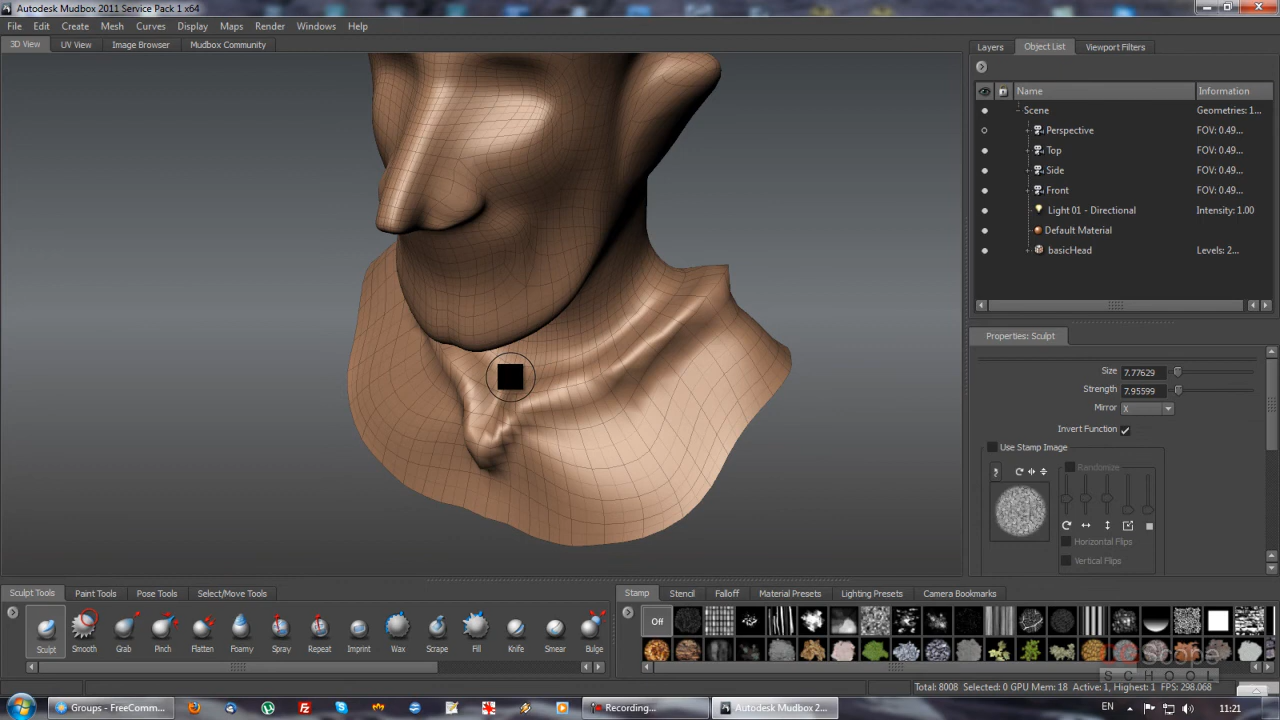 Autodesk Mudbox 2011 Service Pack 1 x64
File Edit Create Mesh Curves Display Maps Render Windows Help
3D View UV View Image Browser Mudbox Community
Layers Object List Viewport Filters
Name Information
Scene Geometries: 1...
Perspective FOV: 0.49...
Top FOV: 0.49...
Side FOV: 0.49...
Front FOV: 0.49...
Light 01 - Directional Intensity: 1.00
Default Material
basicHead Levels: 2...
Properties: Sculpt
Size 7.77629
Strength 7.95599
Mirror X
Invert Function
Use Stamp Image
Randomize
Horizontal Flips
Vertical Flips
Sculpt Tools Paint Tools Pose Tools Select/Move Tools
Stamp Stencil Falloff Material Presets Lighting Presets Camera Bookmarks
Off
Sculpt Smooth Grab Pinch Flatten Foamy Spray Repeat Imprint Wax Scrape Fill Knife Smear Bulge
Scope
SCHOOL
Total: 8008 Selected: 0 GPU Mem: 18 Active: 1, Highest: 1 FPS: 298.068
Groups - FreeComm... Recording... Autodesk Mudbox 2... EN 11:21